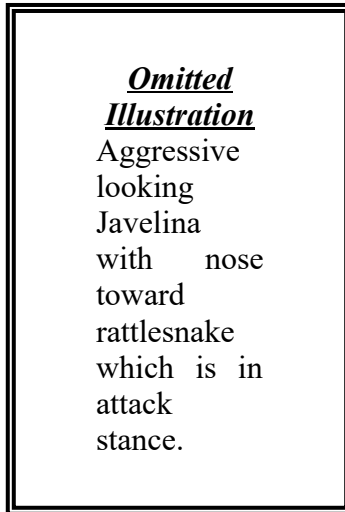 Omitted
Illustration
Aggressive
looking
Javelina
with nose
toward
rattlesnake
which is in
attack
stance.